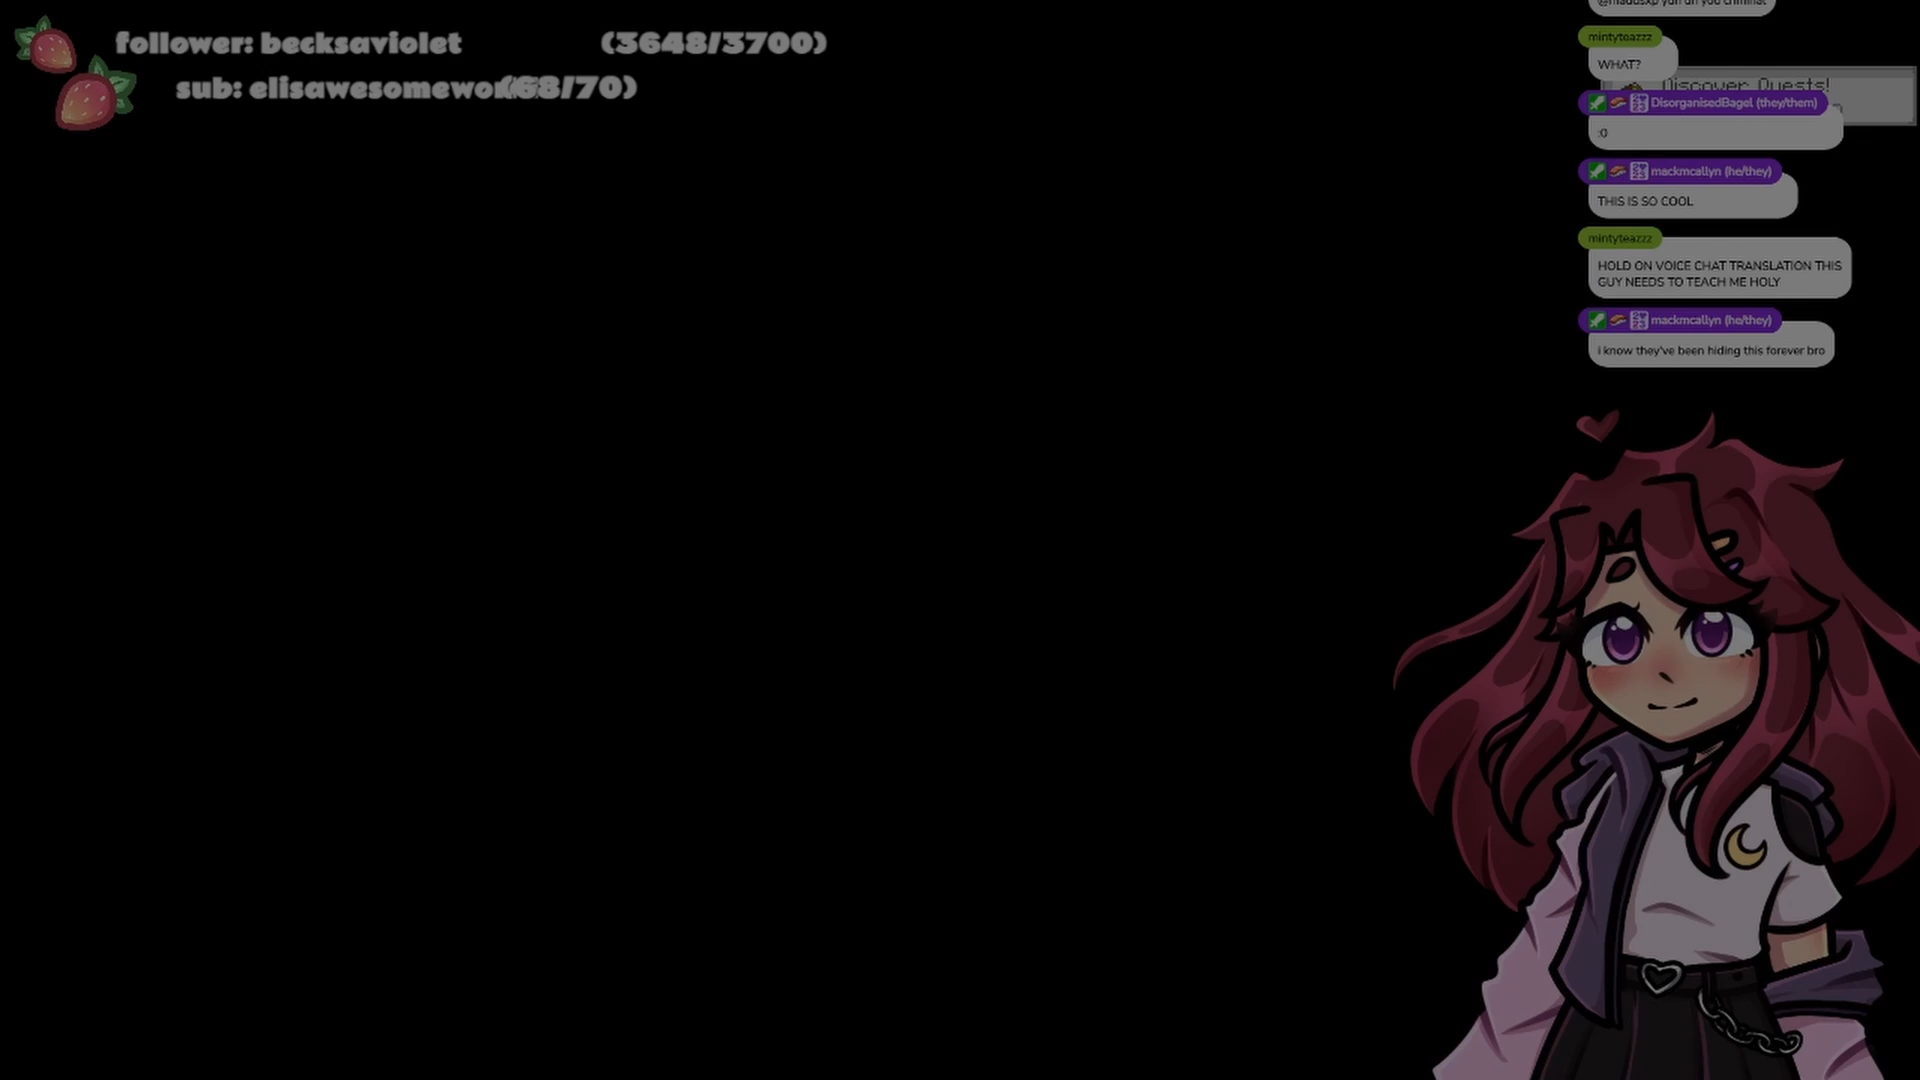 follower: becksaviolet (3648/3700)
sub: elisawesomewor (68/70)
mintyteazzz
WHAT?
Discover Quests!
DisorganisedBagel (they/them)
:0
mackmcallyn (he/they)
THIS IS SO COOL
mintyteazzz
HOLD ON VOICE CHAT TRANSLATION THIS
GUY NEEDS TO TEACH ME HOLY
mackmcallyn (he/they)
i know they've been hiding this forever bro